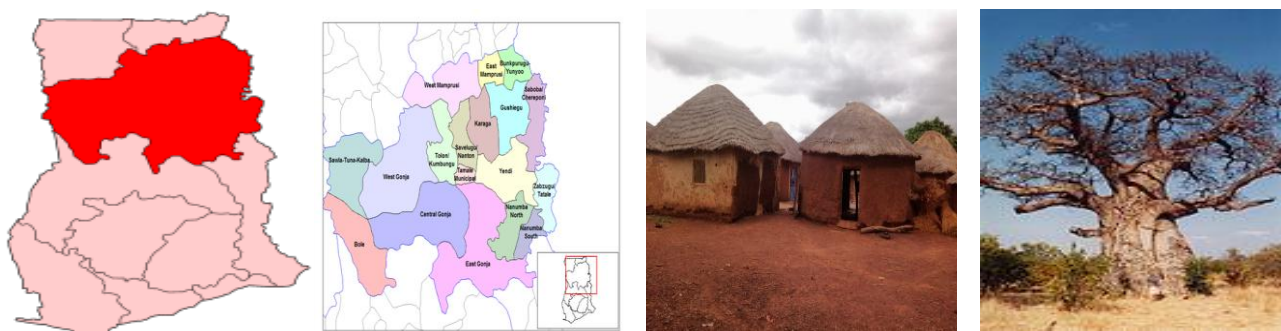 East
Mamprusi
Bunkpurugu
Yunyoo
West Mamprusi
Saboba/
Chereponi
Gushiegu
Karaga
Savelugu
Nanton
Tolon/
Kumbungu
Sawla-Tuna-Kalba
West Gonja
Tamale
Municipal
Yendi
Zabzugu
Tatale
Nanumba
North
Nanumba
South
Central Gonja
Bole
East Gonja